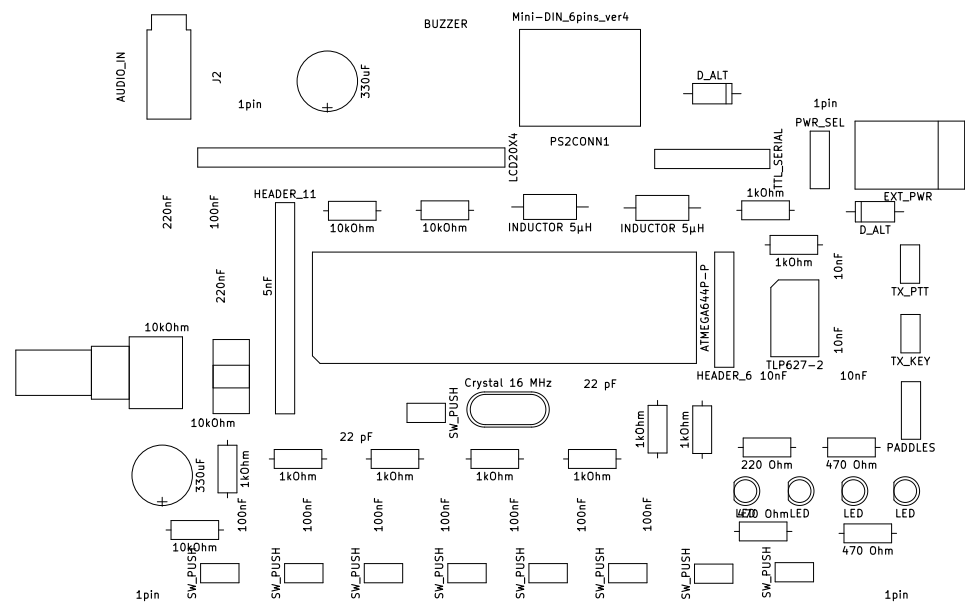 Mini-DIN_6pins_ver4
BUZZER
AUDIO_IN
J2
330uF
D_ALT
1pin
1pin
PWR_SEL
PS2CONN1
LCD20X4
TTL_SERIAL
HEADER_11
1kOhm
EXT_PWR
220nF
100nF
10kOhm
10kOhm
INDUCTOR 5µH
INDUCTOR 5µH
D_ALT
1kOhm
10nF
220nF
5nF
TX_PTT
ATMEGA644P-P
10kOhm
10nF
TX_KEY
TLP627-2
HEADER_6
10nF
10nF
Crystal 16 MHz
22 pF
SW_PUSH
10kOhm
1kOhm
1kOhm
22 pF
PADDLES
330uF
1kOhm
1kOhm
1kOhm
1kOhm
1kOhm
220 Ohm
470 Ohm
100nF
100nF
100nF
100nF
100nF
100nF
100nF
LED
470 Ohm
LED
LED
LED
10kOhm
470 Ohm
SW_PUSH
SW_PUSH
SW_PUSH
SW_PUSH
SW_PUSH
SW_PUSH
SW_PUSH
SW_PUSH
1pin
1pin